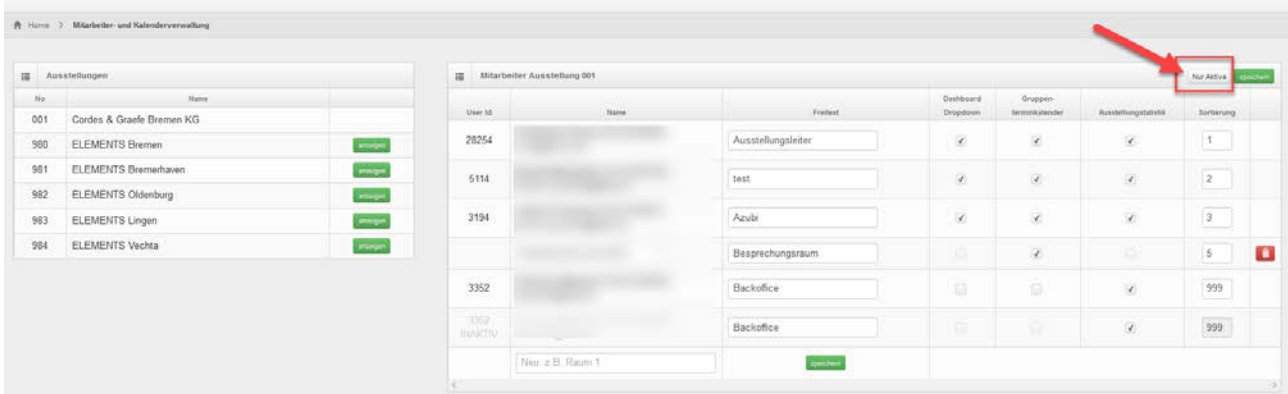 Home > Mitarbeiter- und Kalenderverwaltung
Ausstellungen
No Name
001 Cordes & Graefe Bremen KG
980 ELEMENTS Bremen anzeigen
981 ELEMENTS Bremerhaven anzeigen
982 ELEMENTS Oldenburg anzeigen
983 ELEMENTS Lingen anzeigen
984 ELEMENTS Vechta anzeigen
Mitarbeiter Ausstellung 001 Nur Aktive speichern
User Id Name Freitext Dashboard Dropdown Gruppen-terminkalender Ausstellungstatistik Sortierung
28254 Ausstellungsleiter 1
5114 test 2
3194 Azubi 3
Besprechungsraum 5
3352 Backoffice 999
INAKTIV Backoffice 999
Neu: z.B. Raum 1 speichern